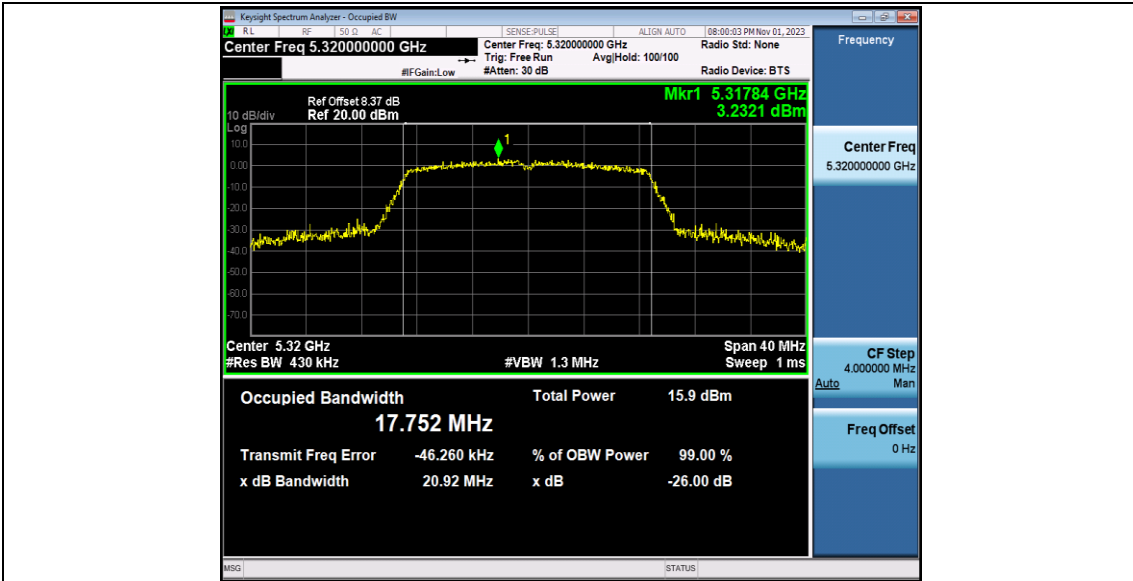 Keysight Spectrum Analyzer - Occupied BW
RL RF 50 Ω AC SENSE:PULSE ALIGN AUTO 08:00:03 PM Nov 01, 2023
Center Freq 5.320000000 GHz
Center Freq: 5.320000000 GHz
Radio Std: None
Trig: Free Run Avg|Hold: 100/100
#IFGain:Low #Atten: 30 dB Radio Device: BTS
Frequency
Mkr1 5.31784 GHz
3.2321 dBm
Ref Offset 8.37 dB
10 dB/div Ref 20.00 dBm
Log
10.0
0.00
-10.0
-20.0
-30.0
-40.0
-50.0
-60.0
-70.0
1
Center 5.32 GHz Span 40 MHz
#Res BW 430 kHz #VBW 1.3 MHz Sweep 1 ms
Occupied Bandwidth Total Power 15.9 dBm
17.752 MHz
Transmit Freq Error -46.260 kHz % of OBW Power 99.00 %
x dB Bandwidth 20.92 MHz x dB -26.00 dB
Center Freq
5.320000000 GHz
CF Step
4.000000 MHz
Auto Man
Freq Offset
0 Hz
MSG STATUS